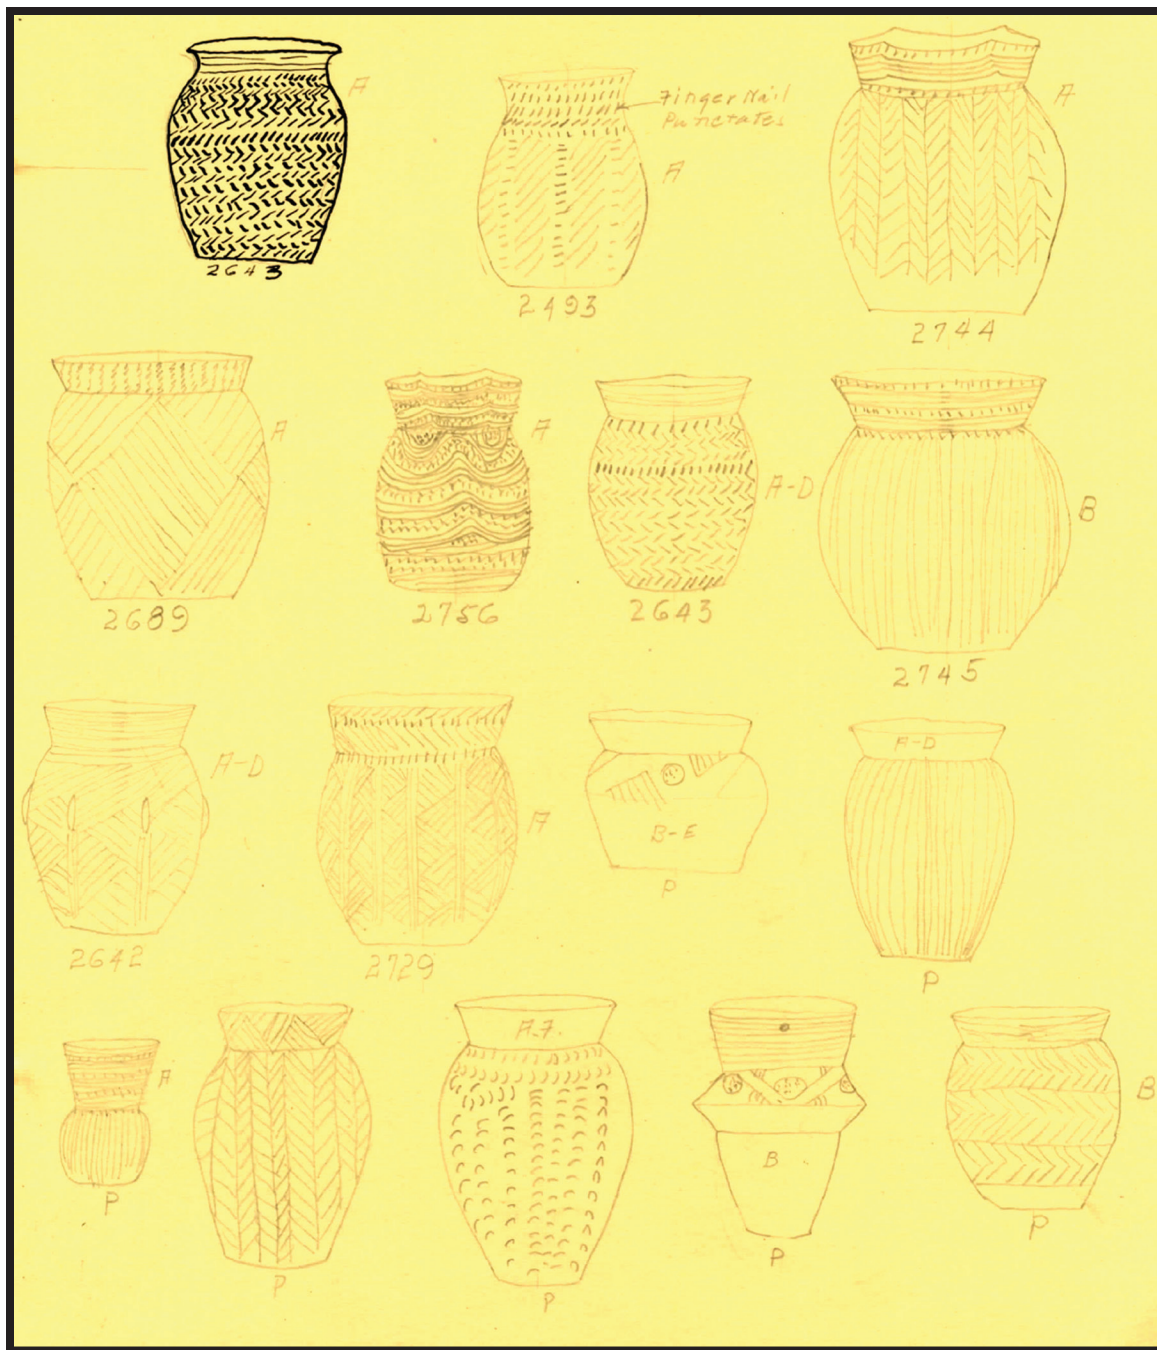 A
2643
Finger Nail
Punctates
A
2493
A
2744
A
2689
A
2756
A-D
2643
B
2745
A-D
2642
A
2729
B-E
P
A-D
P
A
P
P
A.7.
P
B
P
B
P